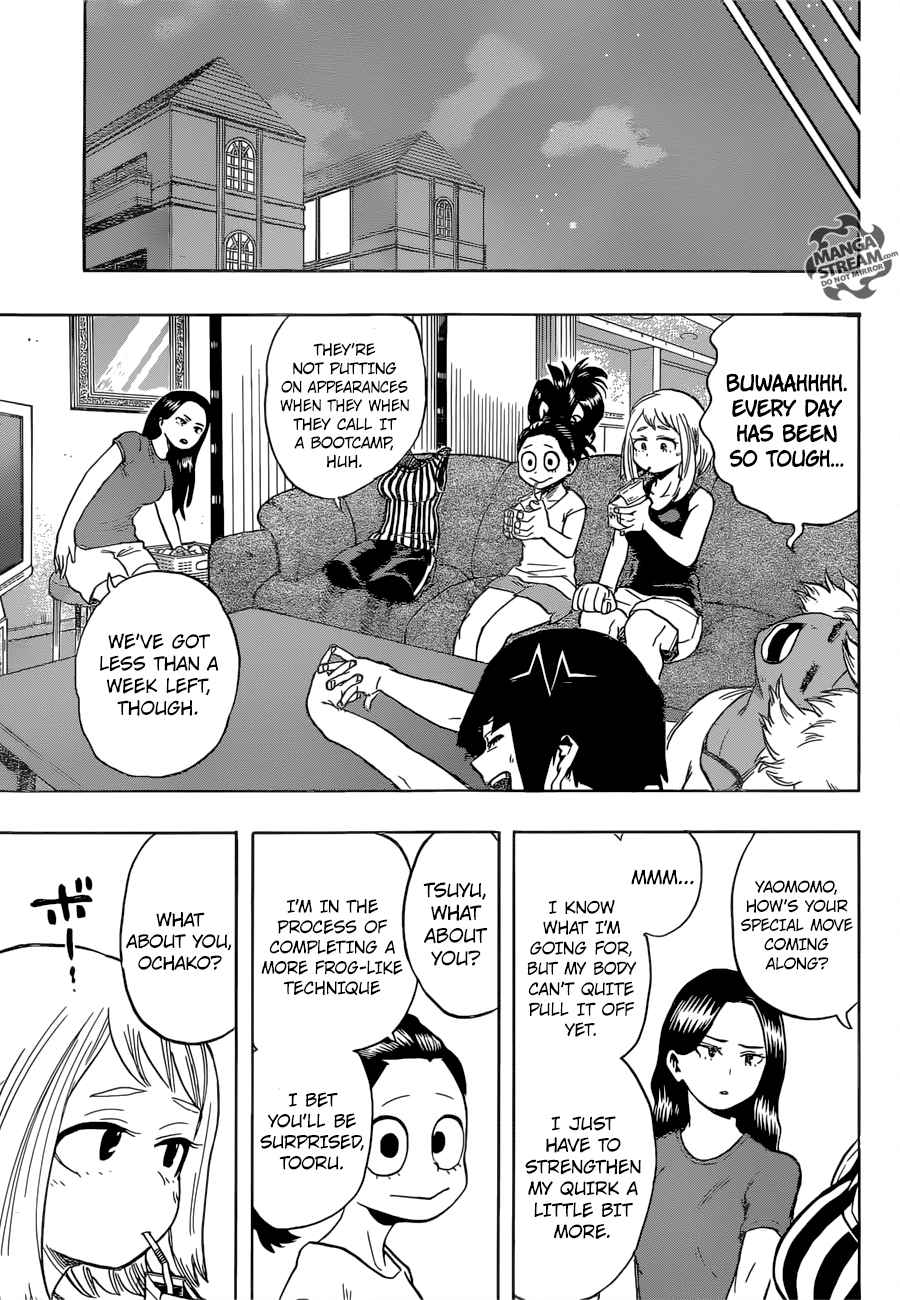 MANGA
STREAM.com
DO NOT MIRROR
BUWAAHHHH.
EVERY DAY
HAS BEEN
SO TOUGH...
THEY'RE
NOT PUTTING
ON APPEARANCES
WHEN THEY WHEN
THEY CALL IT
A BOOTCAMP,
HUH.
WE'VE GOT
LESS THAN A
WEEK LEFT,
THOUGH.
YAOMOMO,
HOW'S YOUR
SPECIAL MOVE
COMING
ALONG?
MMM...
I KNOW
WHAT I'M
GOING FOR,
BUT MY BODY
CAN'T QUITE
PULL IT OFF
YET.
I JUST
HAVE TO
STRENGTHEN
MY QUIRK A
LITTLE BIT
MORE.
TSUYU,
WHAT
ABOUT
YOU?
I'M IN THE
PROCESS OF
COMPLETING A
MORE FROG-LIKE
TECHNIQUE
I BET
YOU'LL BE
SURPRISED,
TOORU.
WHAT
ABOUT YOU,
OCHAKO?
ボー